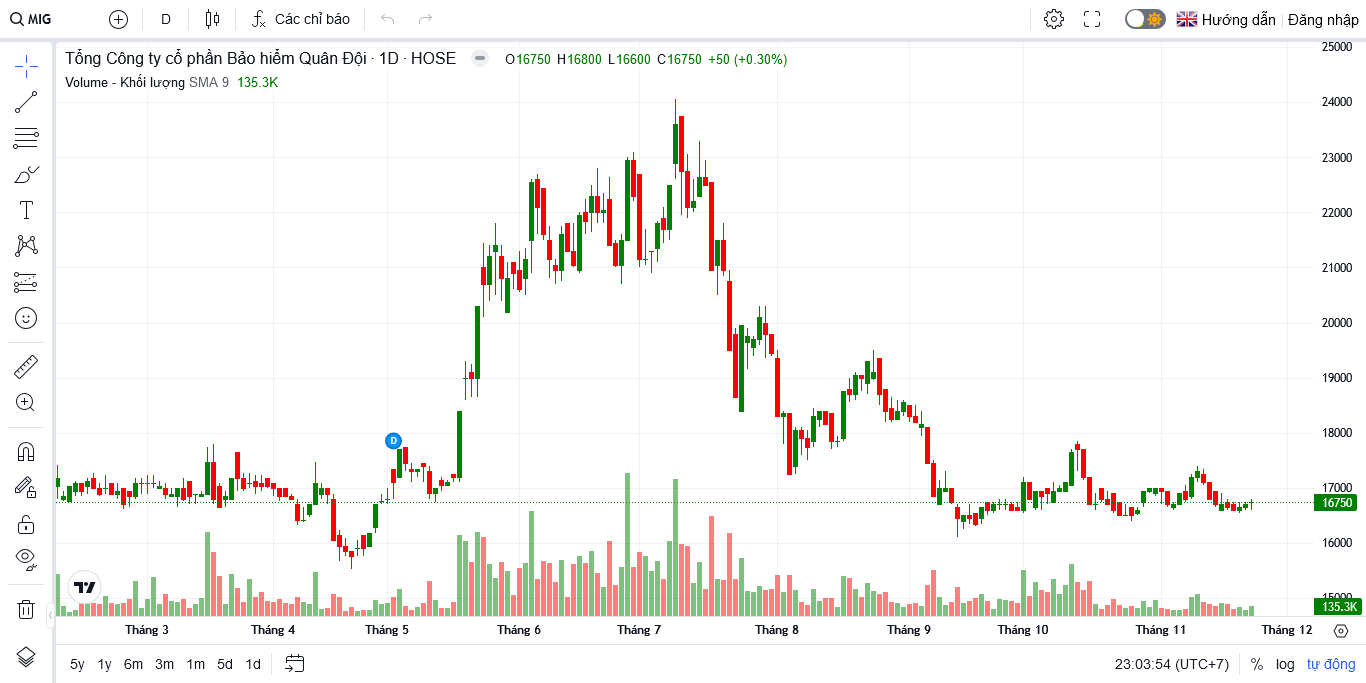 MIG D Các chỉ báo Hướng dẫn Đăng nhập
Tổng Công ty cổ phần Bảo hiểm Quân Đội · 1D · HOSE O16750 H16800 L16600 C16750 +50 (+0.30%)
Volume - Khối lượng SMA 9 135.3K
25000
24000
23000
22000
21000
20000
19000
18000
D
17000
16750
16000
15000
135.3K
Tháng 3 Tháng 4 Tháng 5 Tháng 6 Tháng 7 Tháng 8 Tháng 9 Tháng 10 Tháng 11 Tháng 12
5y 1y 6m 3m 1m 5d 1d 23:03:54 (UTC+7) % log tự động